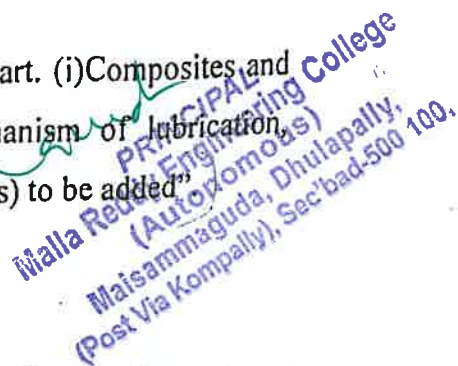 art. (i)Composites and
anism of lubrication,
s) to be added".
PRINCIPAL
Malla Reddy Engineering College
(Autonomous)
Maisammaguda, Dhulapally,
(Post Via Kompally), Sec'bad-500 100,